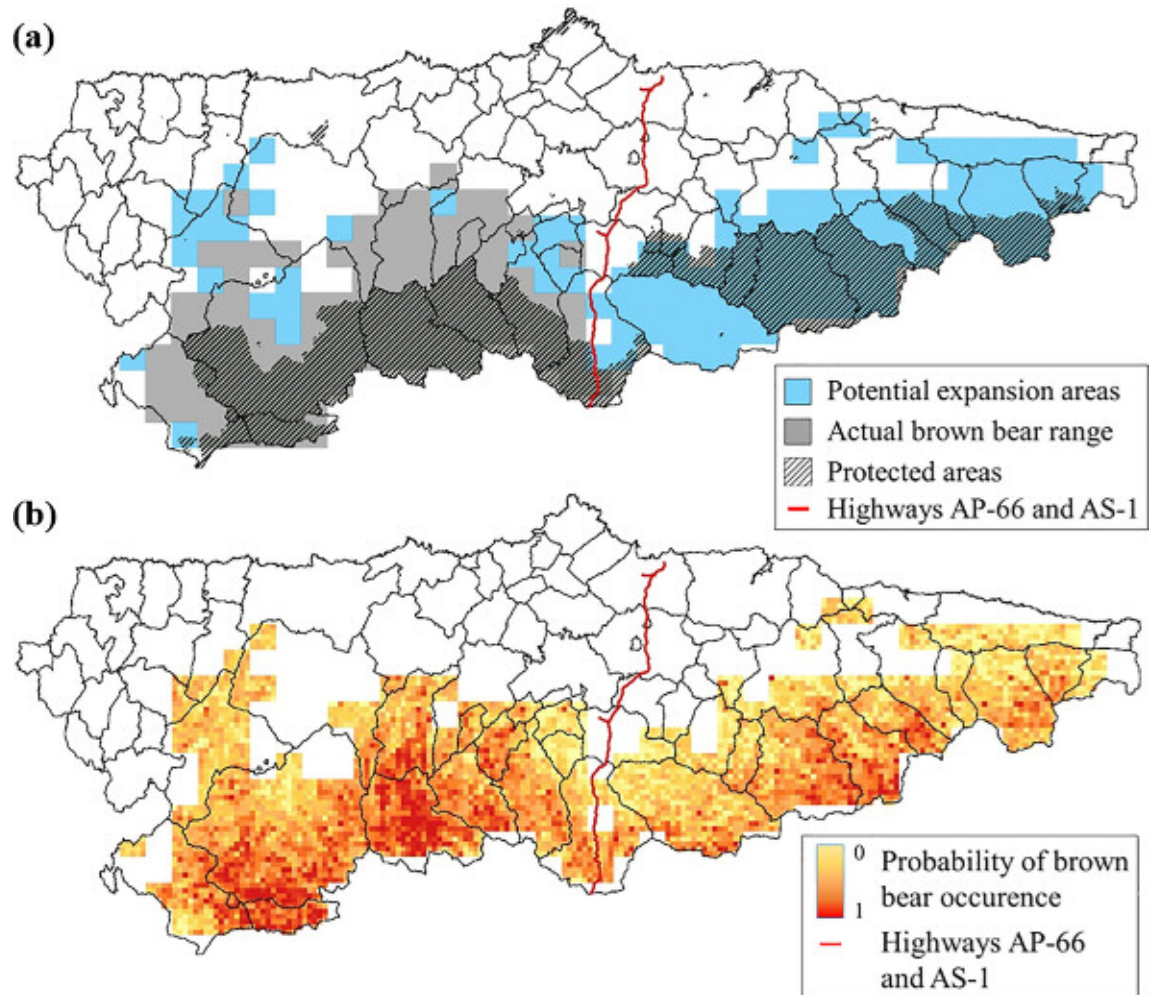 (a)
Potential expansion areas
Actual brown bear range
Protected areas
Highways AP-66 and AS-1
(b)
0
Probability of brown
bear occurence
1
Highways AP-66
and AS-1